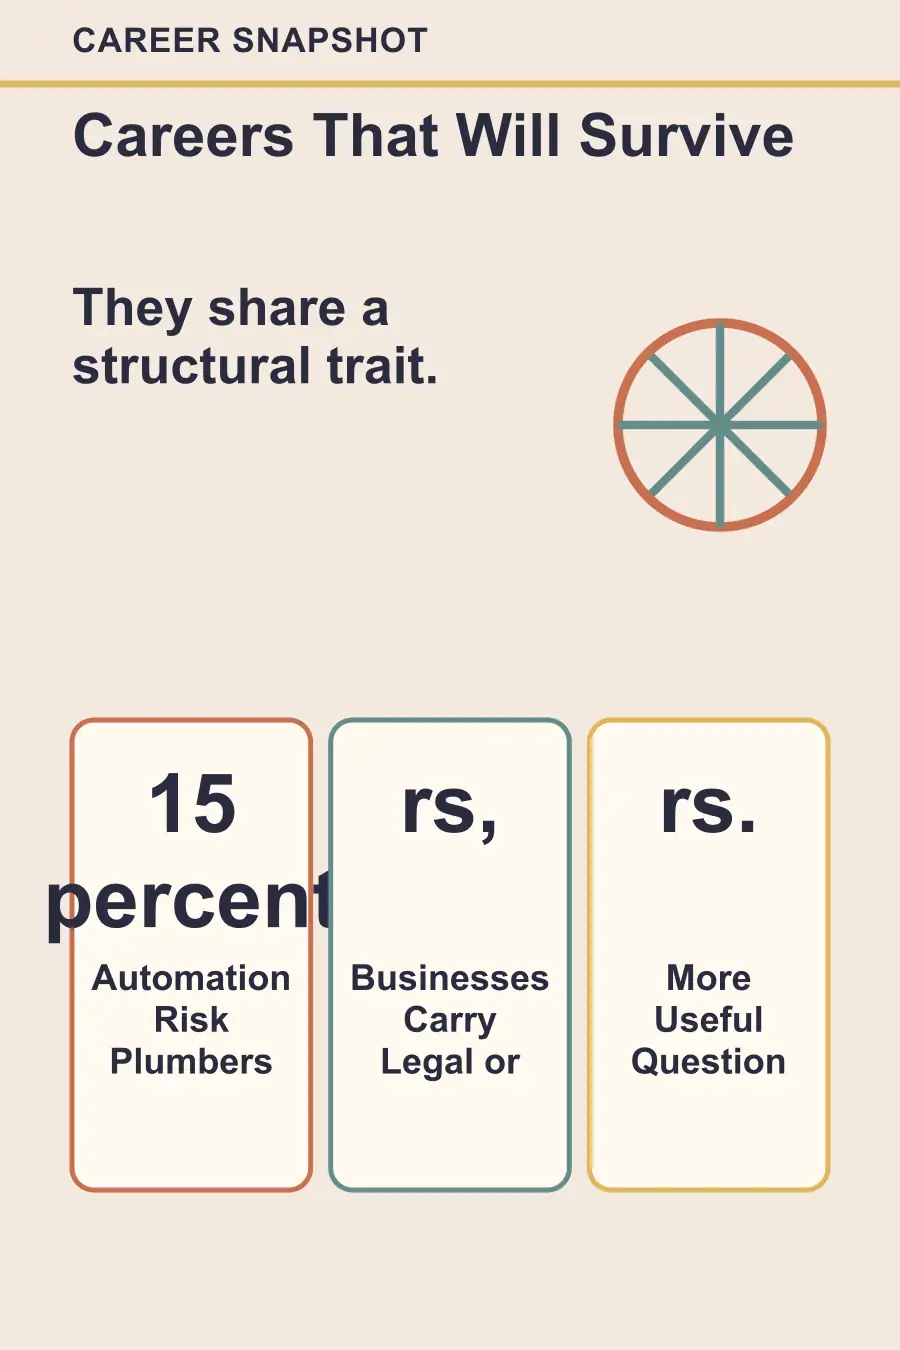 CAREER SNAPSHOT
Careers That Will Survive
They share a
structural trait.
15
percent
Automation
Risk
Plumbers
rs,
Businesses
Carry
Legal or
rs.
More
Useful
Question